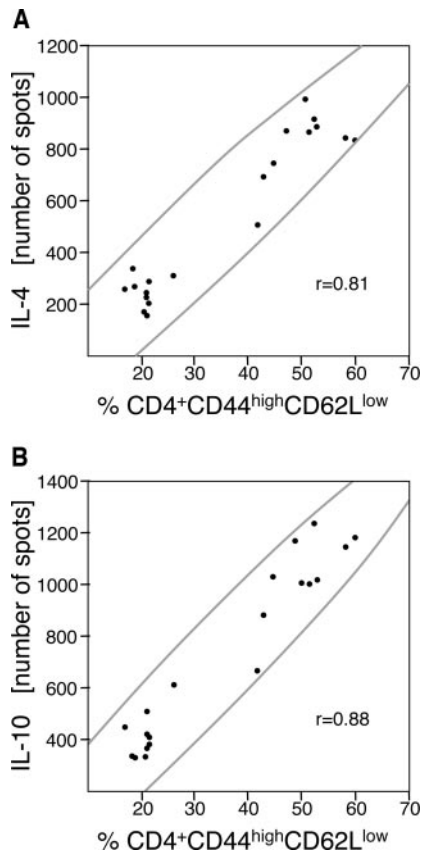 A
1200
1000
800
600
400
200
IL-4 [number of spots]
r=0.81
20 30 40 50 60 70
% CD4⁺CD44ʰⁱᵍʰCD62Lˡᵒʷ
B
1400
1200
1000
800
600
400
IL-10 [number of spots]
r=0.88
20 30 40 50 60 70
% CD4⁺CD44ʰⁱᵍʰCD62Lˡᵒʷ